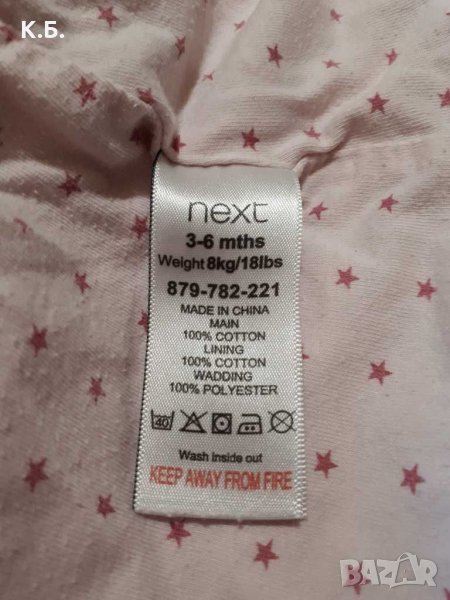 К.Б.
next
3-6 mths
Weight 8kg/18lbs
879-782-221
MADE IN CHINA
MAIN
100% COTTON
LINING
100% COTTON
WADDING
100% POLYESTER
40
Wash inside out
KEEP AWAY FROM FIRE
BAZAR